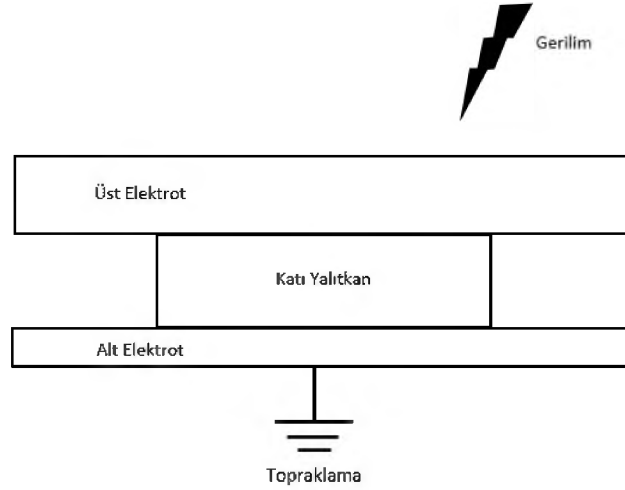 Gerilim
Üst Elektrot
Katı Yalıtkan
Alt Elektrot
Topraklama